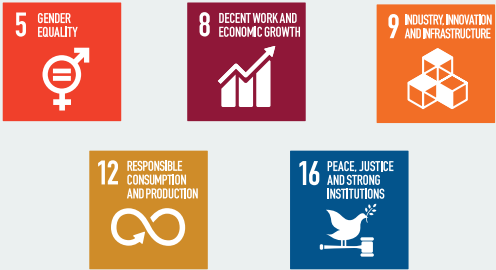 5 GENDER
EQUALITY
8 DECENT WORK AND
ECONOMIC GROWTH
9 INDUSTRY, INNOVATION
AND INFRASTRUCTURE
12 RESPONSIBLE
CONSUMPTION
AND PRODUCTION
16 PEACE, JUSTICE
AND STRONG
INSTITUTIONS